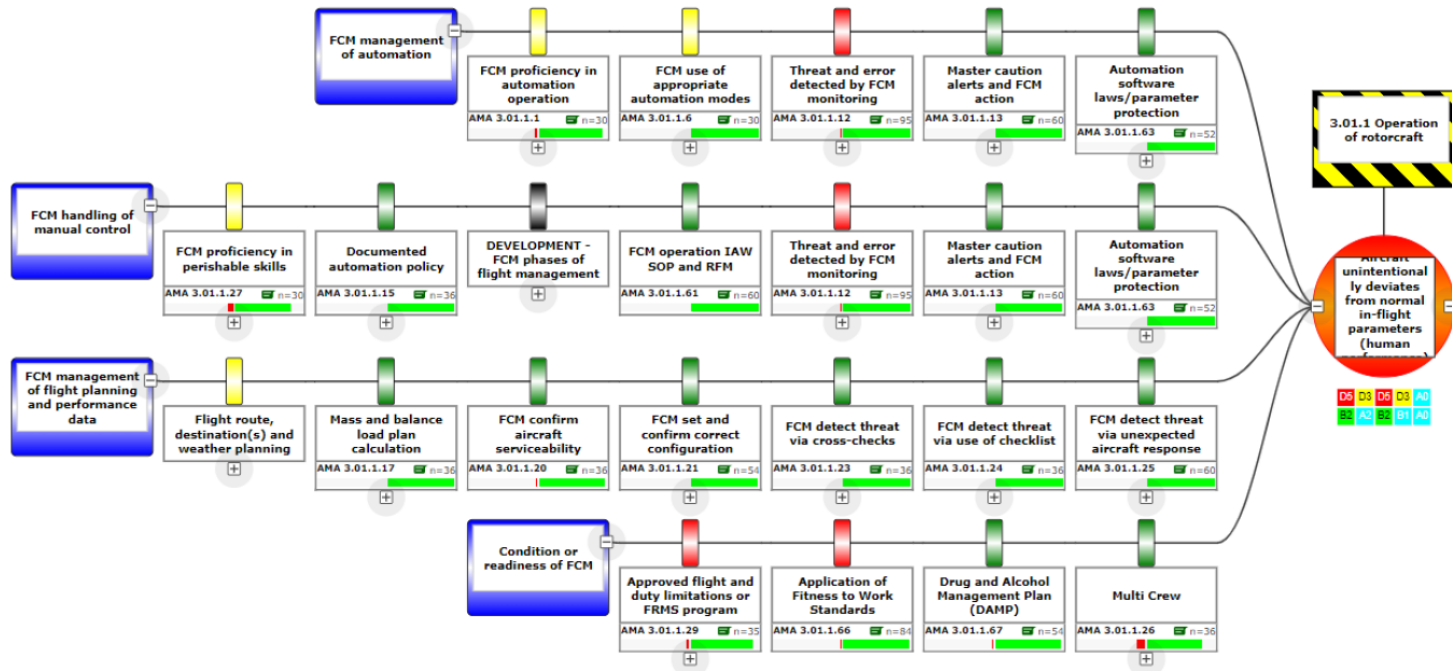 FCM management
of automation
FCM proficiency in
automation
operation
AMA 3.01.1.1 n=30
FCM use of
appropriate
automation modes
AMA 3.01.1.6 n=30
Threat and error
detected by FCM
monitoring
AMA 3.01.1.12 n=95
Master caution
alerts and FCM
action
AMA 3.01.1.13 n=60
Automation
software
laws/parameter
protection
AMA 3.01.1.63 n=52
3.01.1 Operation
of rotorcraft
FCM handling of
manual control
FCM proficiency in
perishable skills
AMA 3.01.1.27 n=30
Documented
automation policy
AMA 3.01.1.15 n=36
DEVELOPMENT -
FCM phases of
flight management
FCM operation IAW
SOP and RFM
AMA 3.01.1.61 n=60
Threat and error
detected by FCM
monitoring
AMA 3.01.1.12 n=95
Master caution
alerts and FCM
action
AMA 3.01.1.13 n=60
Automation
software
laws/parameter
protection
AMA 3.01.1.63 n=52
Aircraft
unintentional
ly deviates
from normal
in-flight
parameters
(human
D5 D3 D5 D3 A0
B2 A2 B2 B1 A0
FCM management
of flight planning
and performance
data
Flight route,
destination(s) and
weather planning
Mass and balance
load plan
calculation
AMA 3.01.1.17 n=36
FCM confirm
aircraft
serviceability
AMA 3.01.1.20 n=36
FCM set and
confirm correct
configuration
AMA 3.01.1.21 n=54
FCM detect threat
via cross-checks
AMA 3.01.1.23 n=36
FCM detect threat
via use of checklist
AMA 3.01.1.24 n=36
FCM detect threat
via unexpected
aircraft response
AMA 3.01.1.25 n=60
Condition or
readiness of FCM
Approved flight and
duty limitations or
FRMS program
AMA 3.01.1.29 n=35
Application of
Fitness to Work
Standards
AMA 3.01.1.66 n=84
Drug and Alcohol
Management Plan
(DAMP)
AMA 3.01.1.67 n=54
Multi Crew
AMA 3.01.1.26 n=36